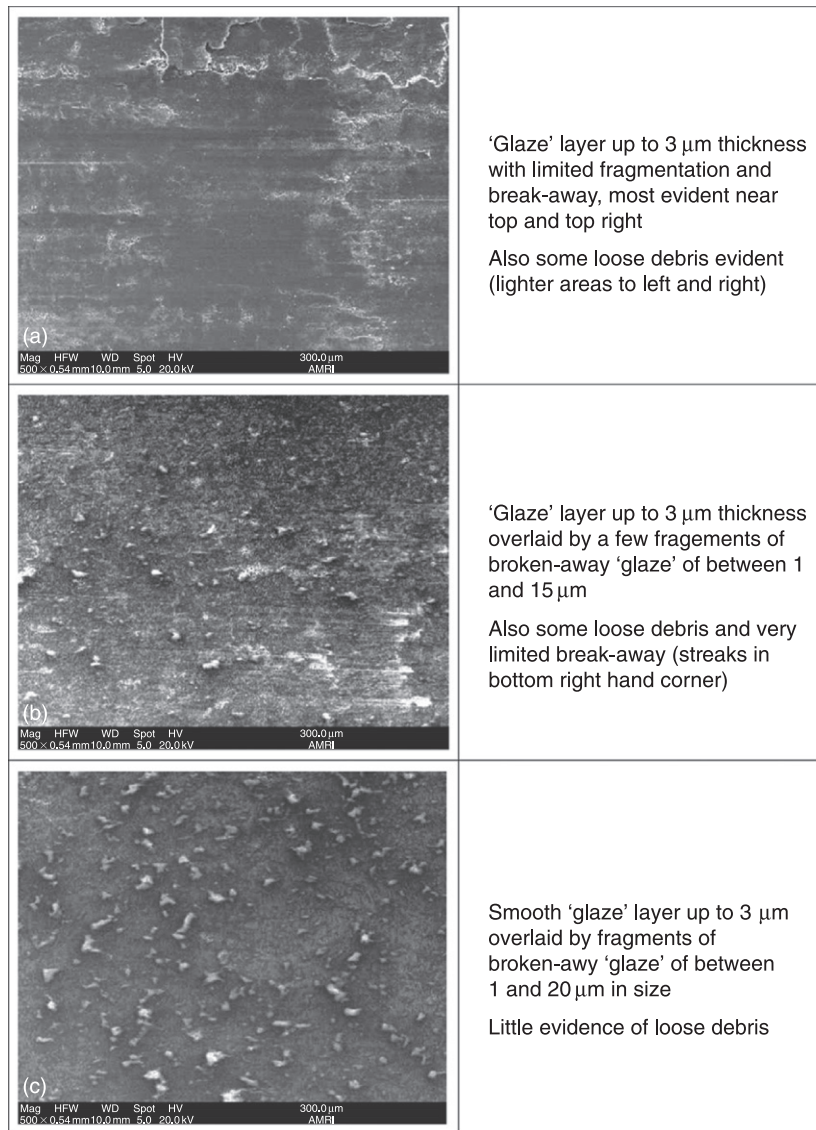 'Glaze' layer up to 3 μm thickness
with limited fragmentation and
break-away, most evident near
top and top right
Also some loose debris evident
(lighter areas to left and right)
(a)
Mag HFW WD Spot HV 300.0 μm
500 × 0.54 mm 10.0 mm 5.0 20.0 kV AMRI
'Glaze' layer up to 3 μm thickness
overlaid by a few fragements of
broken-away 'glaze' of between 1
and 15 μm
Also some loose debris and very
limited break-away (streaks in
bottom right hand corner)
(b)
Mag HFW WD Spot HV 300.0 μm
500 × 0.54 mm 10.0 mm 5.0 20.0 kV AMRI
Smooth 'glaze' layer up to 3 μm
overlaid by fragments of
broken-awy 'glaze' of between
1 and 20 μm in size
Little evidence of loose debris
(c)
Mag HFW WD Spot HV 300.0 μm
500 × 0.54 mm 10.0 mm 5.0 20.0 kV AMRI